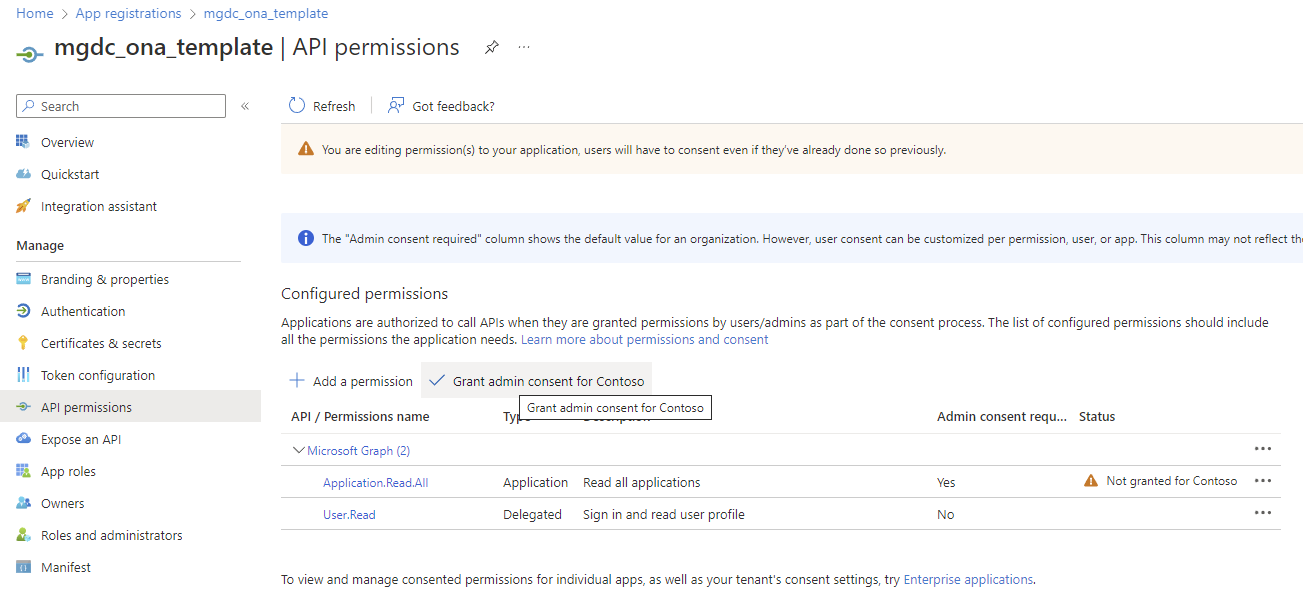 Home > App registrations > mgdc_ona_template
mgdc_ona_template | API permissions
Search
Refresh
Got feedback?
Overview
Quickstart
Integration assistant
Manage
Branding & properties
Authentication
Certificates & secrets
Token configuration
API permissions
Expose an API
App roles
Owners
Roles and administrators
Manifest
You are editing permission(s) to your application, users will have to consent even if they've already done so previously.
The "Admin consent required" column shows the default value for an organization. However, user consent can be customized per permission, user, or app. This column may not reflect the
Configured permissions
Applications are authorized to call APIs when they are granted permissions by users/admins as part of the consent process. The list of configured permissions should include
all the permissions the application needs. Learn more about permissions and consent
Add a permission
Grant admin consent for Contoso
Grant admin consent for Contoso
API / Permissions name Admin consent requ... Status
Microsoft Graph (2)
Application.Read.All Application Read all applications Yes Not granted for Contoso
User.Read Delegated Sign in and read user profile No
To view and manage consented permissions for individual apps, as well as your tenant's consent settings, try Enterprise applications.